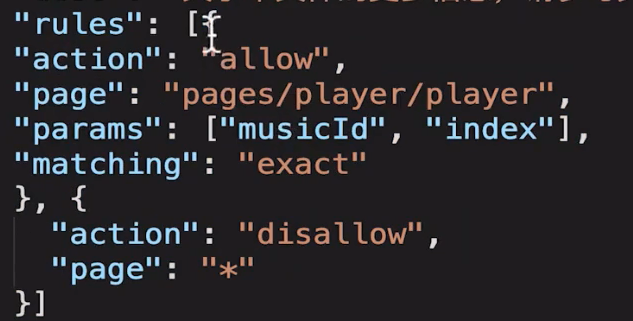 "rules": [{
"action": "allow",
"page": "pages/player/player",
"params": ["musicId", "index"],
"matching": "exact"
}, {
"action": "disallow",
"page": "*"
}]